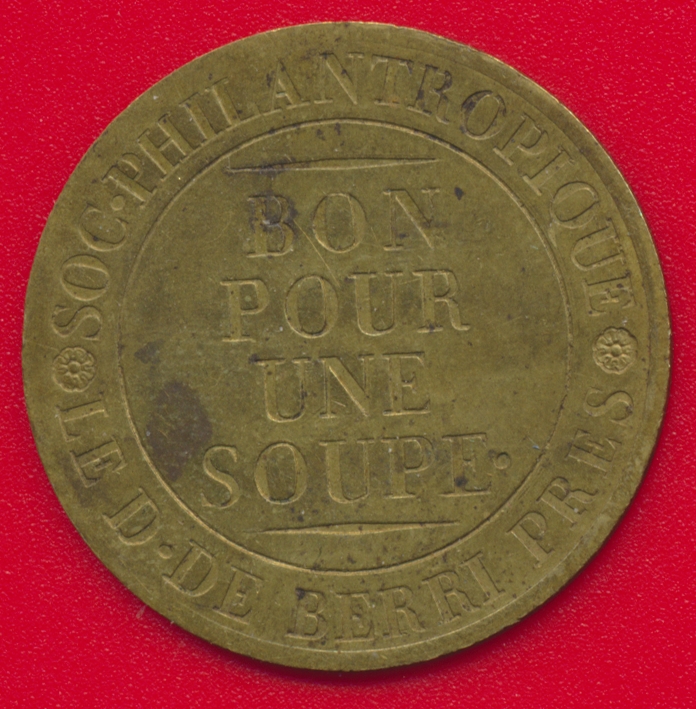 SOC·PHILANTROPIQUE
BON
POUR
UNE
SOUPE.
LE D·DE BERRI PRES